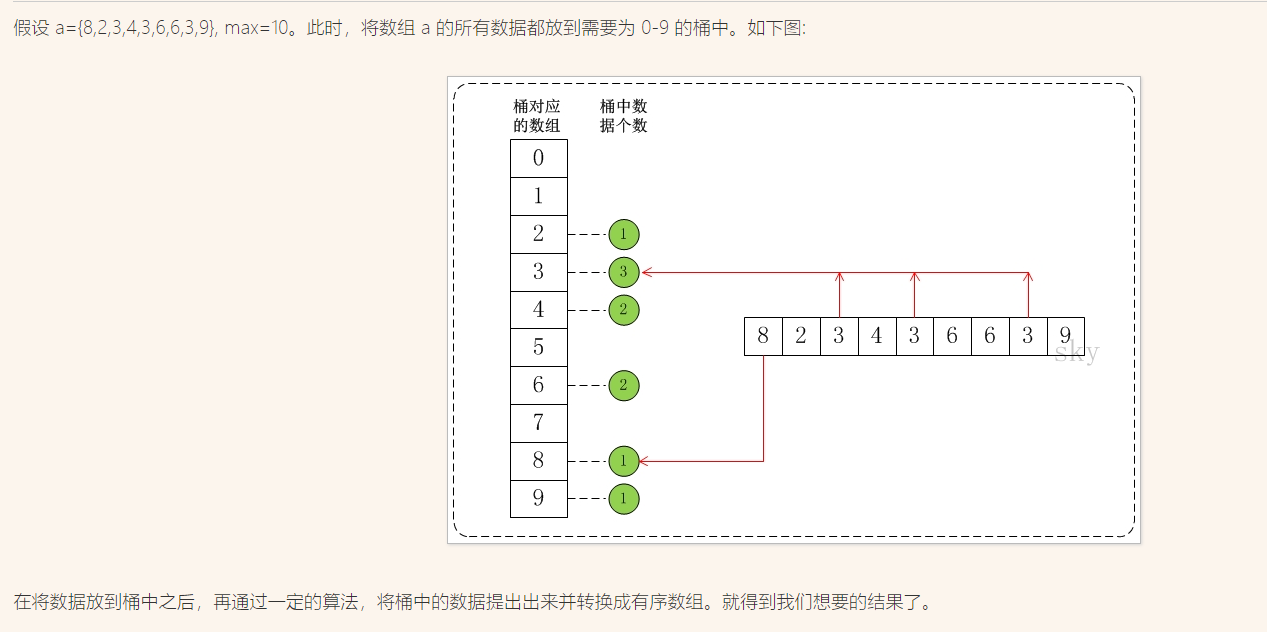 假设 a={8,2,3,4,3,6,6,3,9}, max=10。此时，将数组 a 的所有数据都放到需要为 0-9 的桶中。如下图:
桶对应
的数组
桶中数
据个数
0
1
2 1
3 3
4 2
5
6 2
7
8 1
9 1
8 2 3 4 3 6 6 3 9
sky
在将数据放到桶中之后，再通过一定的算法，将桶中的数据提出出来并转换成有序数组。就得到我们想要的结果了。